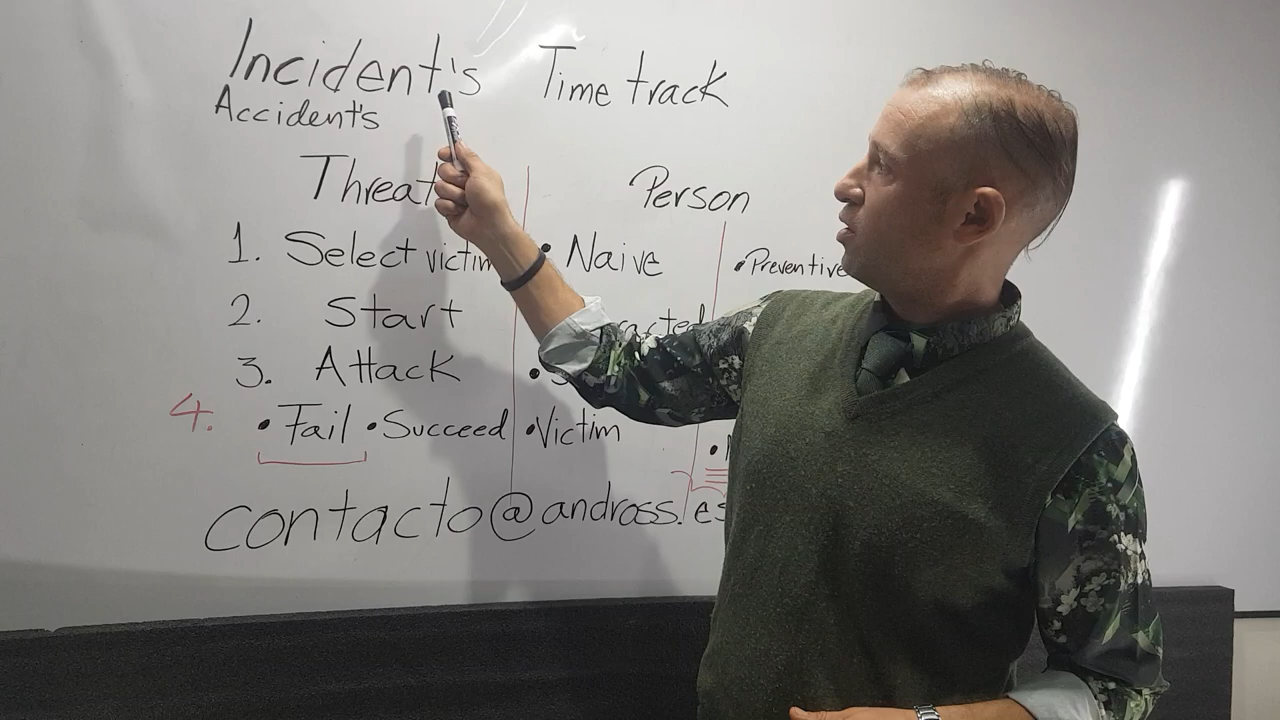 Incident's Time track
Accident's
Threat Person
1. Select victim • Naive • Preventive
2. Start
3. Attack •
4. • Fail • Succeed • Victim •
contacto@andross.es